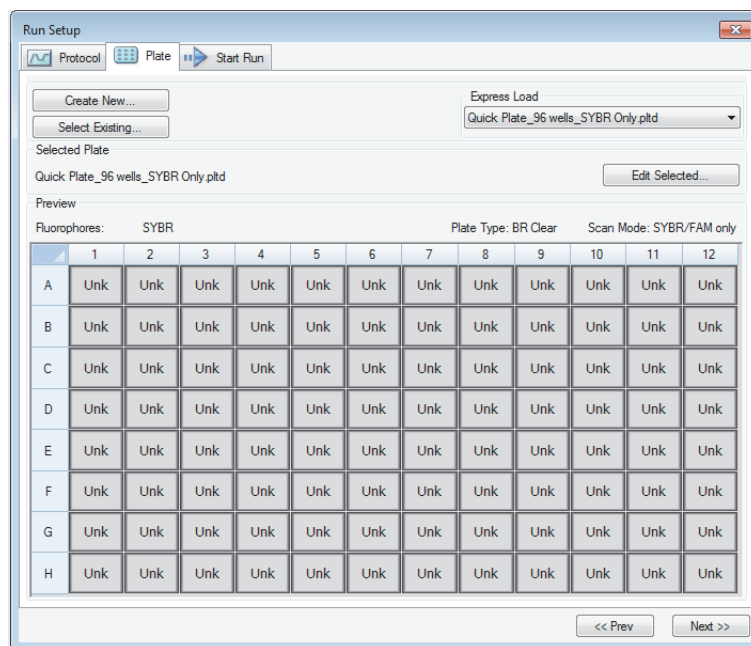 Run Setup
Protocol Plate Start Run
Create New...
Select Existing...
Express Load
Quick Plate_96 wells_SYBR Only.pltd
Selected Plate
Quick Plate_96 wells_SYBR Only.pltd Edit Selected...
Preview
Fluorophores: SYBR Plate Type: BR Clear Scan Mode: SYBR/FAM only
1 2 3 4 5 6 7 8 9 10 11 12
A Unk Unk Unk Unk Unk Unk Unk Unk Unk Unk Unk Unk
B Unk Unk Unk Unk Unk Unk Unk Unk Unk Unk Unk Unk
C Unk Unk Unk Unk Unk Unk Unk Unk Unk Unk Unk Unk
D Unk Unk Unk Unk Unk Unk Unk Unk Unk Unk Unk Unk
E Unk Unk Unk Unk Unk Unk Unk Unk Unk Unk Unk Unk
F Unk Unk Unk Unk Unk Unk Unk Unk Unk Unk Unk Unk
G Unk Unk Unk Unk Unk Unk Unk Unk Unk Unk Unk Unk
H Unk Unk Unk Unk Unk Unk Unk Unk Unk Unk Unk Unk
<< Prev Next >>